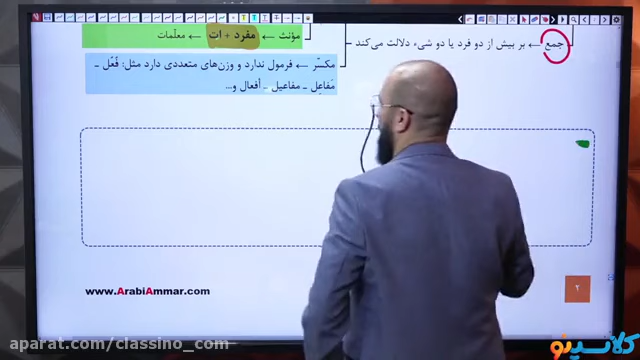 مؤنث ← مفرد + ات ← معلّمات
جمع ← بر بیش از دو فرد یا دو شیء دلالت می‌کند
مکسّر ← فرمول ندارد و وزن‌های متعددی دارد مثل: فُعُل ـ
مَفاعِل ـ مفاعیل ـ أفعال و...
www.ArabiAmmar.com
۲
aparat.com/classino_com
کلاسینو